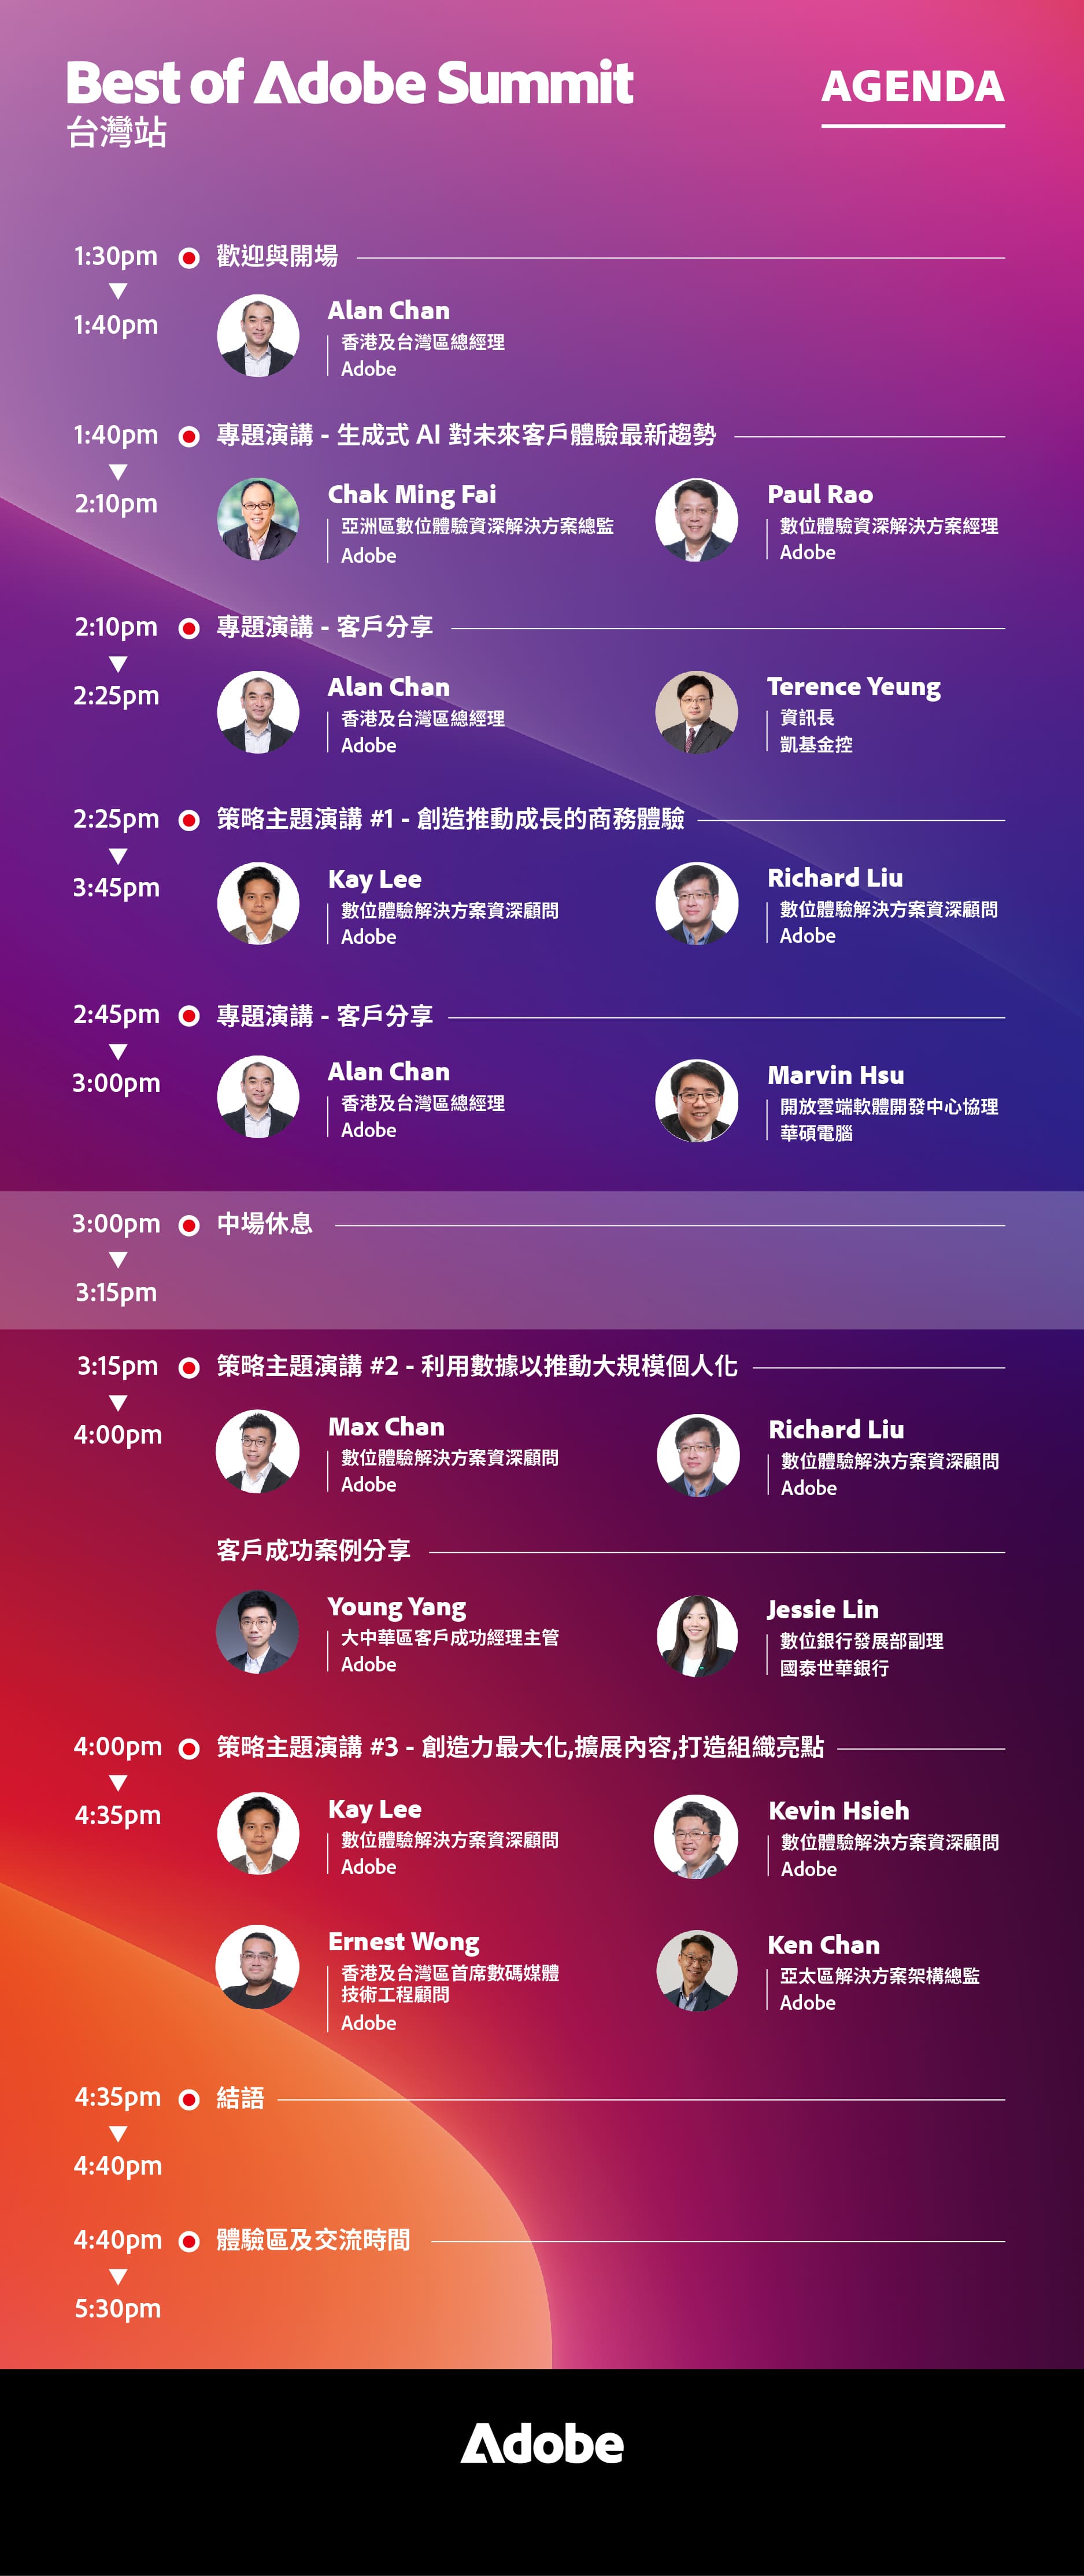 Best of Adobe Summit
台灣站
AGENDA
1:30pm
1:40pm
歡迎與開場
Alan Chan
香港及台灣區總經理
Adobe
1:40pm
2:10pm
專題演講 - 生成式 AI 對未來客戶體驗最新趨勢
Chak Ming Fai
亞洲區數位體驗資深解決方案總監
Adobe
Paul Rao
數位體驗資深解決方案經理
Adobe
2:10pm
2:25pm
專題演講 - 客戶分享
Alan Chan
香港及台灣區總經理
Adobe
Terence Yeung
資訊長
凱基金控
2:25pm
3:45pm
策略主題演講 #1 - 創造推動成長的商務體驗
Kay Lee
數位體驗解決方案資深顧問
Adobe
Richard Liu
數位體驗解決方案資深顧問
Adobe
2:45pm
3:00pm
專題演講 - 客戶分享
Alan Chan
香港及台灣區總經理
Adobe
Marvin Hsu
開放雲端軟體開發中心協理
華碩電腦
3:00pm
3:15pm
中場休息
3:15pm
4:00pm
策略主題演講 #2 - 利用數據以推動大規模個人化
Max Chan
數位體驗解決方案資深顧問
Adobe
Richard Liu
數位體驗解決方案資深顧問
Adobe
客戶成功案例分享
Young Yang
大中華區客戶成功經理主管
Adobe
Jessie Lin
數位銀行發展部副理
國泰世華銀行
4:00pm
4:35pm
策略主題演講 #3 - 創造力最大化,擴展內容,打造組織亮點
Kay Lee
數位體驗解決方案資深顧問
Adobe
Kevin Hsieh
數位體驗解決方案資深顧問
Adobe
Ernest Wong
香港及台灣區首席數碼媒體
技術工程顧問
Adobe
Ken Chan
亞太區解決方案架構總監
Adobe
4:35pm
4:40pm
結語
4:40pm
5:30pm
體驗區及交流時間
Adobe